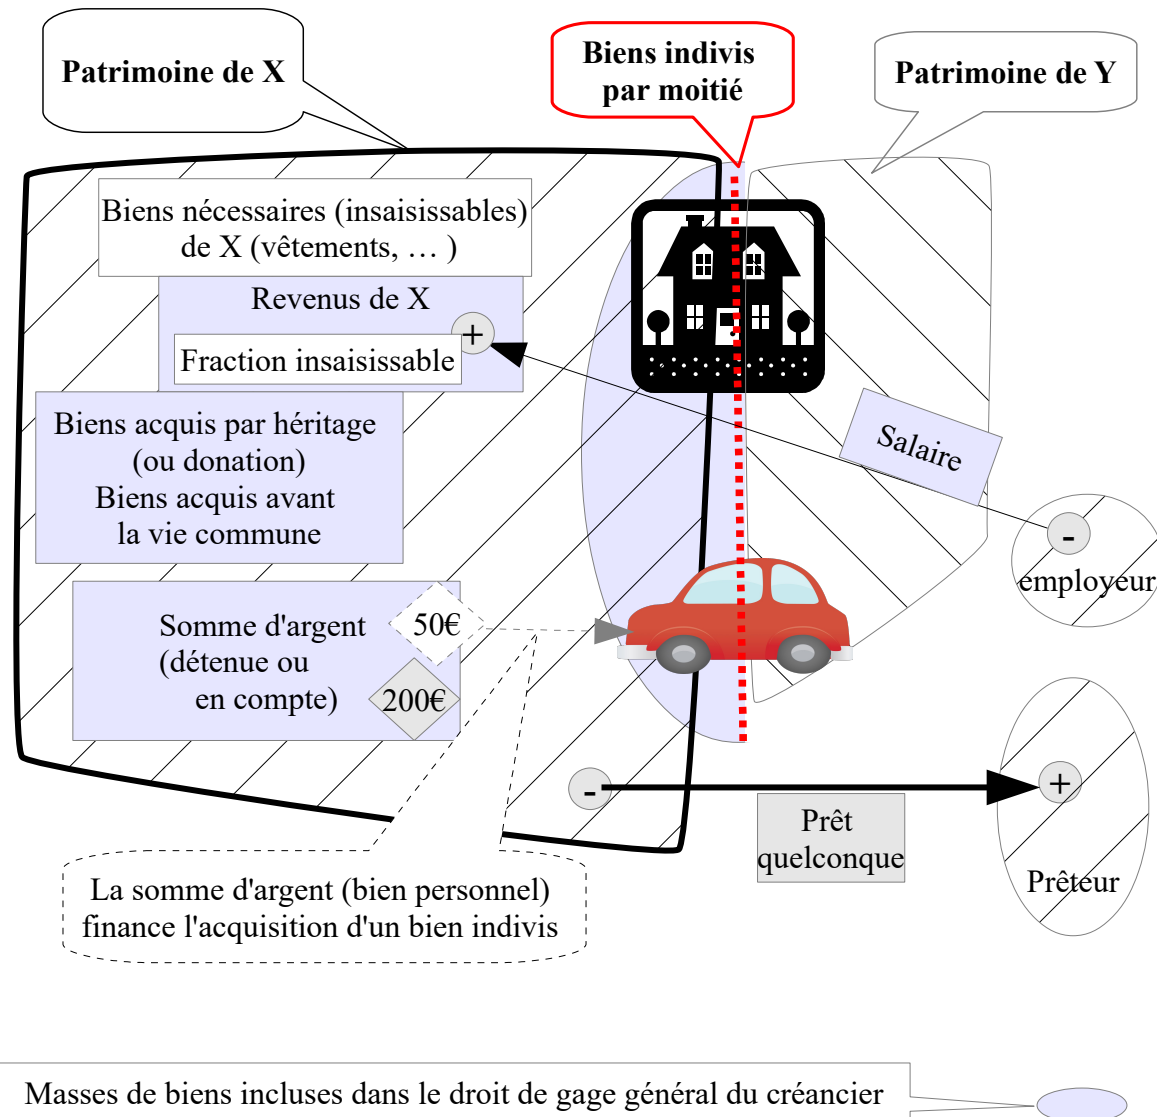 Patrimoine de X
Biens indivis
par moitié
Patrimoine de Y
Biens nécessaires (insaisissables)
de X (vêtements, … )
Revenus de X
+
Fraction insaisissable
Biens acquis par héritage
(ou donation)
Biens acquis avant
la vie commune
Salaire
-
employeur
Somme d'argent
(détenue ou
en compte)
50€
200€
-
+
Prêt
quelconque
Prêteur
La somme d'argent (bien personnel)
finance l'acquisition d'un bien indivis
Masses de biens incluses dans le droit de gage général du créancier